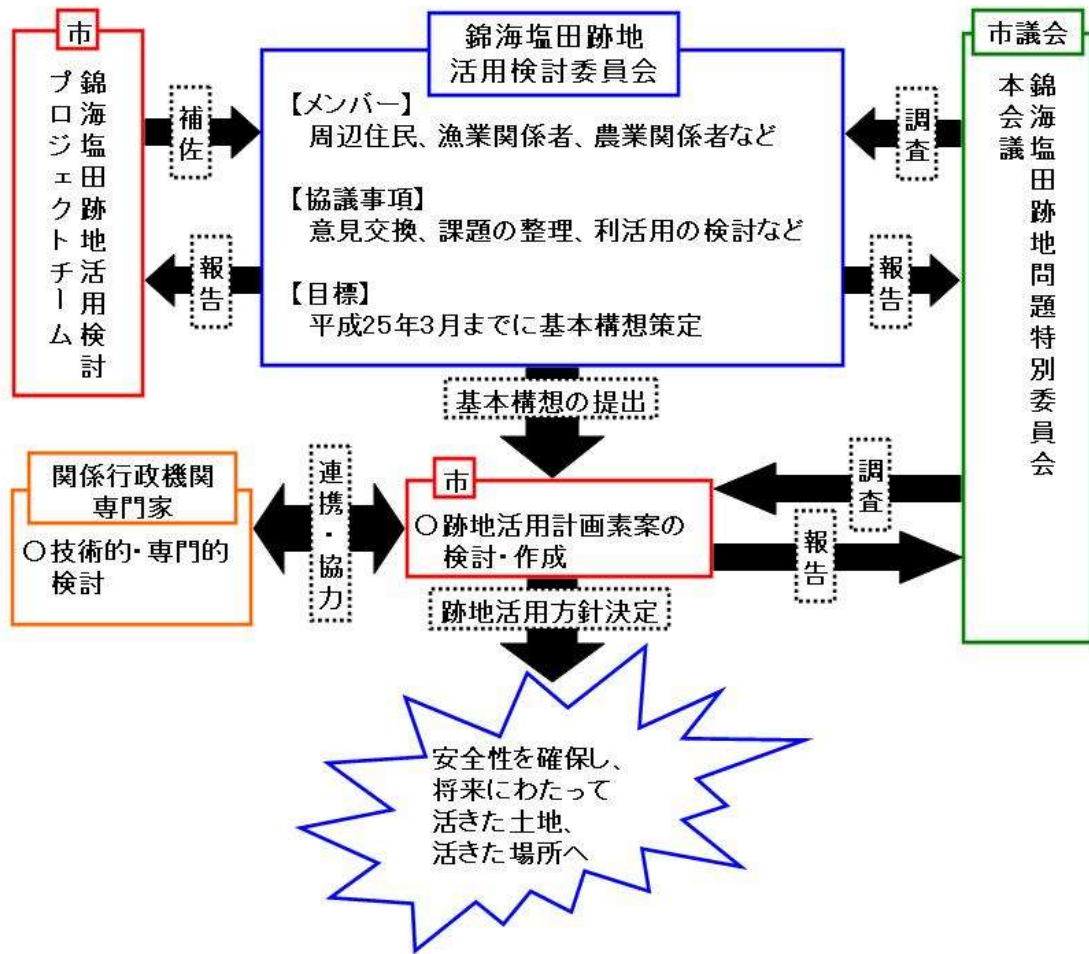 市
錦海塩田跡地活用検討
プロジェクトチーム
補佐
報告
錦海塩田跡地
活用検討委員会
【メンバー】
周辺住民、漁業関係者、農業関係者など
【協議事項】
意見交換、課題の整理、利活用の検討など
【目標】
平成25年3月までに基本構想策定
調査
報告
市議会
錦海塩田跡地問題特別委員会
本会議
基本構想の提出
関係行政機関
専門家
○技術的・専門的
検討
連携・協力
市
○跡地活用計画素案の
検討・作成
調査
報告
跡地活用方針決定
安全性を確保し、
将来にわたって
活きた土地、
活きた場所へ